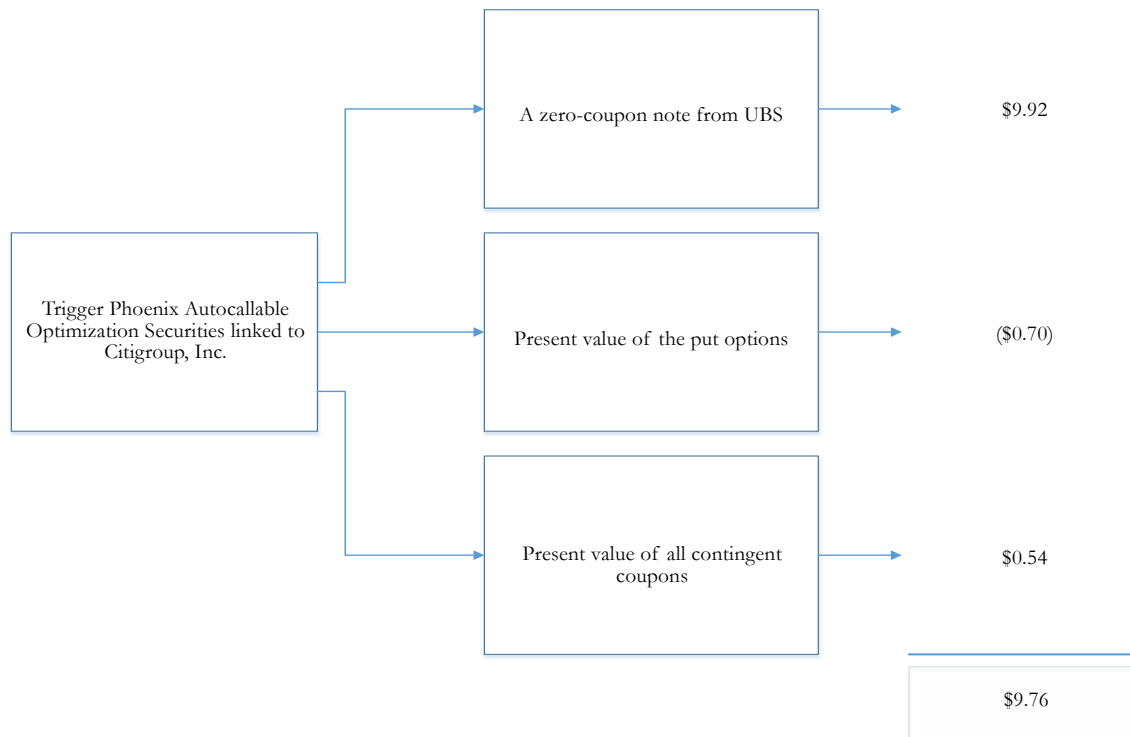 A zero-coupon note from UBS
$9.92
Trigger Phoenix Autocallable
Optimization Securities linked to
Citigroup, Inc.
Present value of the put options
($0.70)
Present value of all contingent
coupons
$0.54
$9.76